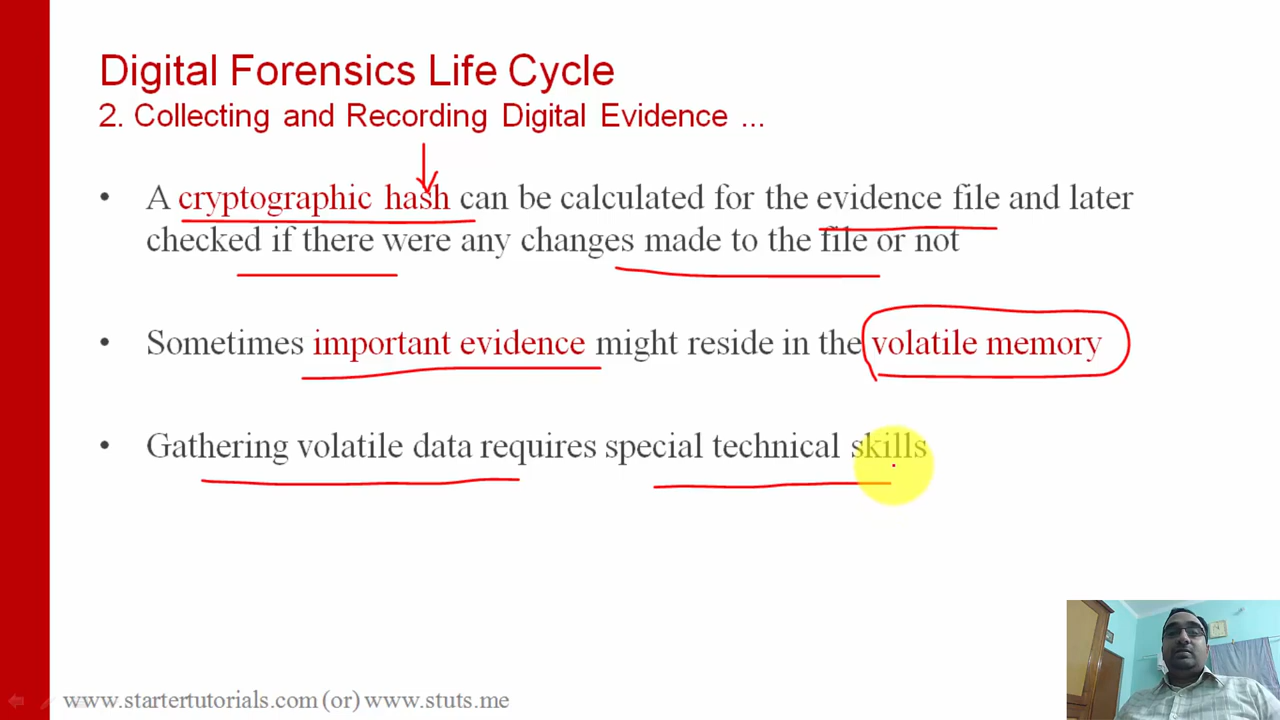 Digital Forensics Life Cycle
2. Collecting and Recording Digital Evidence ...
• A cryptographic hash can be calculated for the evidence file and later
checked if there were any changes made to the file or not
• Sometimes important evidence might reside in the volatile memory
• Gathering volatile data requires special technical skills
www.startertutorials.com (or) www.stuts.me